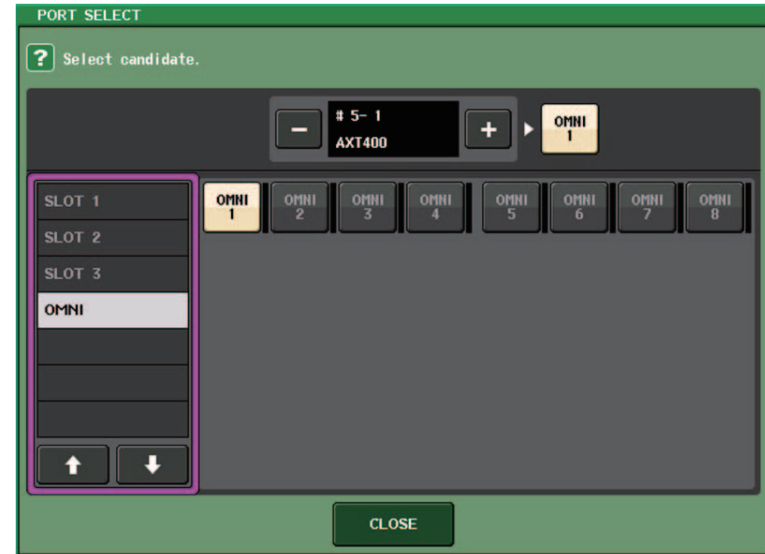 PORT SELECT
? Select candidate.
− # 5- 1 + OMNI
AXT400 1
SLOT 1
SLOT 2
SLOT 3
OMNI
OMNI OMNI OMNI OMNI OMNI OMNI OMNI OMNI
1 2 3 4 5 6 7 8
CLOSE